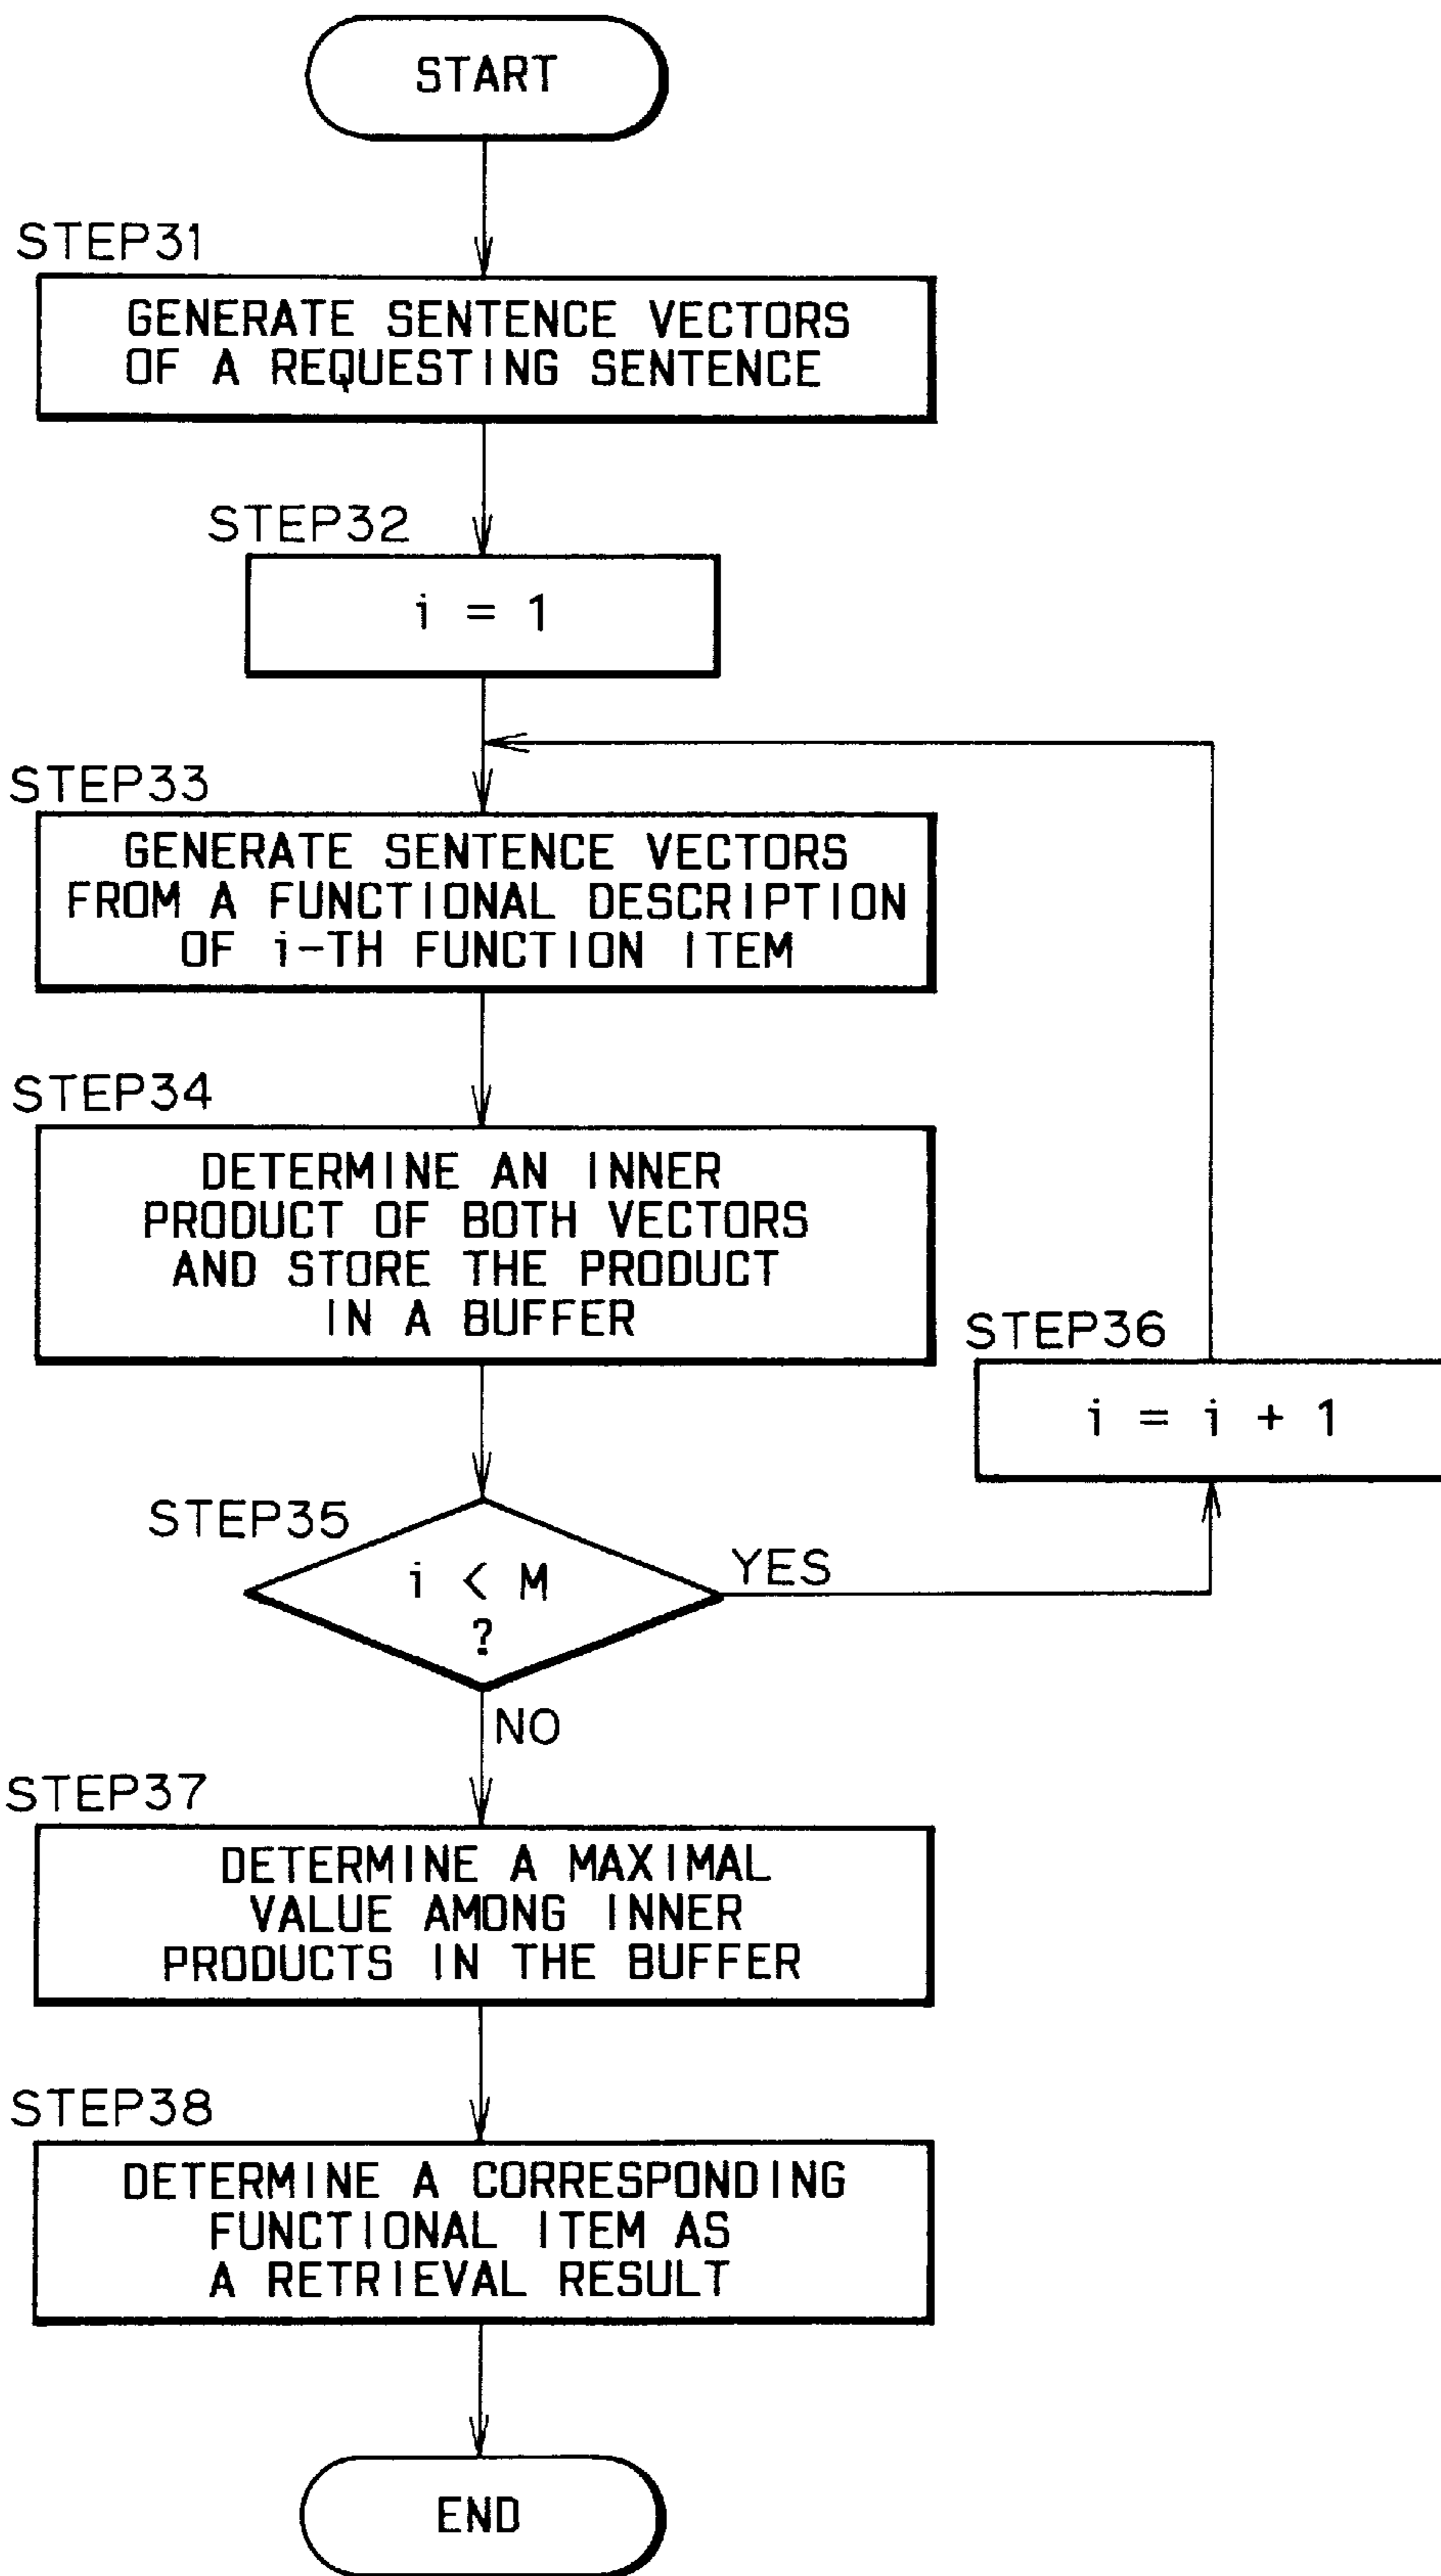 START
STEP31
GENERATE SENTENCE VECTORS
OF A REQUESTING SENTENCE
STEP32
i = 1
STEP33
GENERATE SENTENCE VECTORS
FROM A FUNCTIONAL DESCRIPTION
OF i-TH FUNCTION ITEM
STEP34
DETERMINE AN INNER
PRODUCT OF BOTH VECTORS
AND STORE THE PRODUCT
IN A BUFFER
STEP36
i = i + 1
STEP35
i < M
?
YES
NO
STEP37
DETERMINE A MAXIMAL
VALUE AMONG INNER
PRODUCTS IN THE BUFFER
STEP38
DETERMINE A CORRESPONDING
FUNCTIONAL ITEM AS
A RETRIEVAL RESULT
END